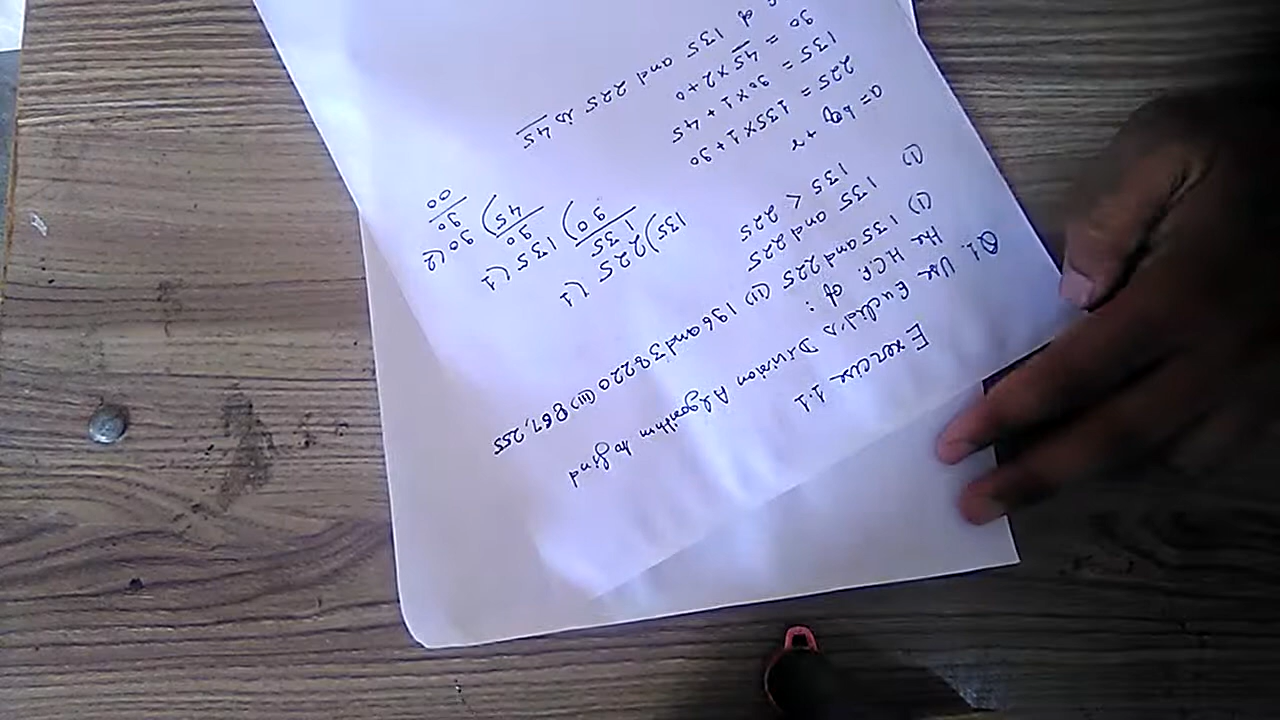 Exercise 1.1
Q1. Use Euclid's Division Algorithm to find
the H.C.F. of:
(i) 135 and 225 (ii) 196 and 38220 (iii) 867, 255
(i) 135 and 225
135 < 225
135)225(1
135
90)135(1
90
45)90(2
90
00
a = bq + r
225 = 135 x 1 + 90
135 = 90 x 1 + 45
90 = 45 x 2 + 0
135 and 225 is 45